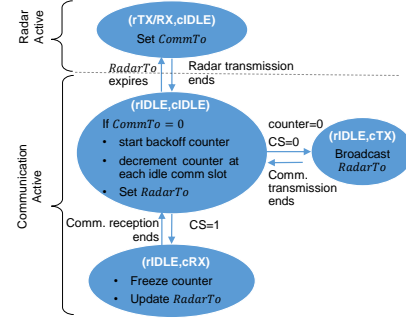 Radar
Active
(rTX/RX,cIDLE)
Set CommTo
RadarTo
expires
Radar transmission
ends
Communication
Active
(rIDLE,cIDLE)
If CommTo = 0
• start backoff counter
• decrement counter at
each idle comm slot
• Set RadarTo
counter=0
CS=0
Comm.
transmission
ends
(rIDLE,cTX)
Broadcast
RadarTo
Comm. reception
ends
CS=1
(rIDLE,cRX)
• Freeze counter
• Update RadarTo